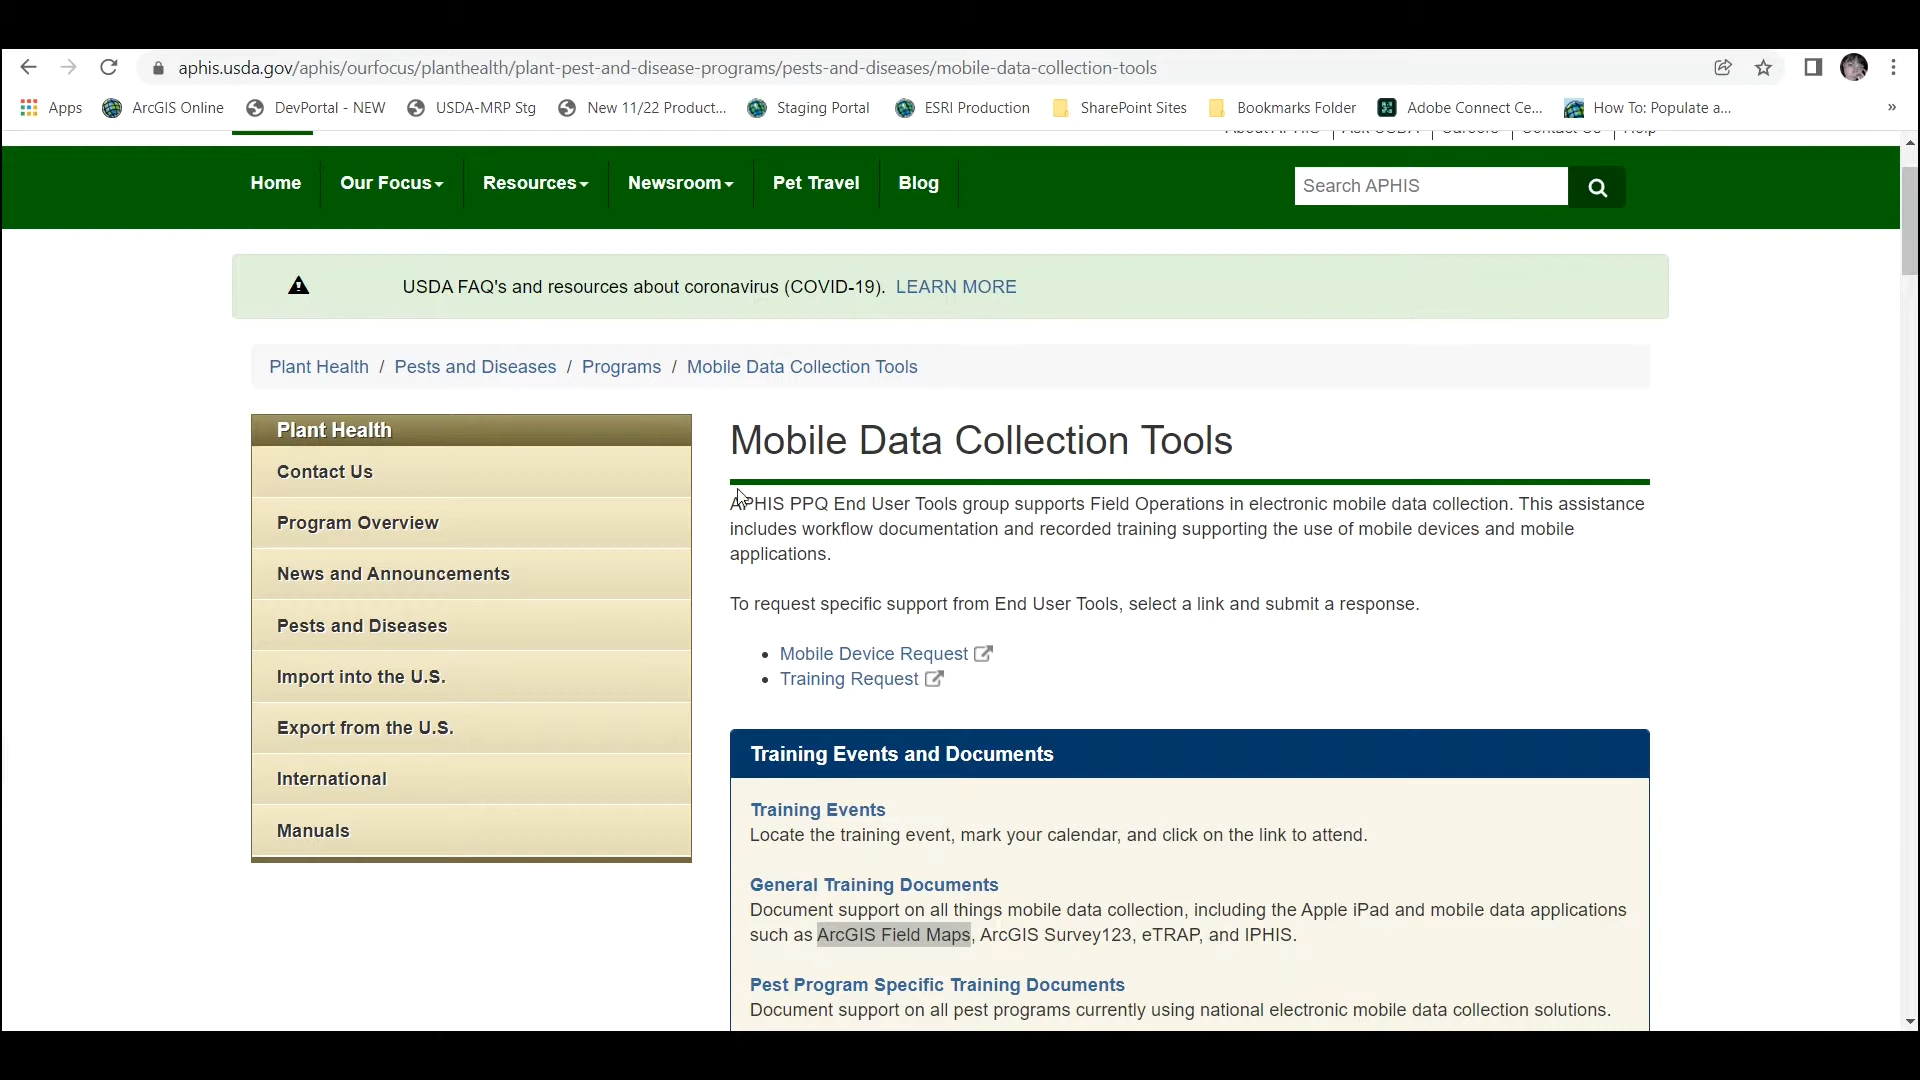 aphis.usda.gov/aphis/ourfocus/planthealth/plant-pest-and-disease-programs/pests-and-diseases/mobile-data-collection-tools
Apps ArcGIS Online DevPortal - NEW USDA-MRP Stg New 11/22 Product... Staging Portal ESRI Production SharePoint Sites Bookmarks Folder Adobe Connect Ce... How To: Populate a... »
About APHIS | Ask USDA | Careers | Contact Us | Help
Home Our Focus Resources Newsroom Pet Travel Blog Search APHIS
USDA FAQ's and resources about coronavirus (COVID-19). LEARN MORE
Plant Health / Pests and Diseases / Programs / Mobile Data Collection Tools
Plant Health
Contact Us
Program Overview
News and Announcements
Pests and Diseases
Import into the U.S.
Export from the U.S.
International
Manuals
Mobile Data Collection Tools
APHIS PPQ End User Tools group supports Field Operations in electronic mobile data collection. This assistance
includes workflow documentation and recorded training supporting the use of mobile devices and mobile
applications.
To request specific support from End User Tools, select a link and submit a response.
• Mobile Device Request
• Training Request
Training Events and Documents
Training Events
Locate the training event, mark your calendar, and click on the link to attend.
General Training Documents
Document support on all things mobile data collection, including the Apple iPad and mobile data applications
such as ArcGIS Field Maps, ArcGIS Survey123, eTRAP, and IPHIS.
Pest Program Specific Training Documents
Document support on all pest programs currently using national electronic mobile data collection solutions.